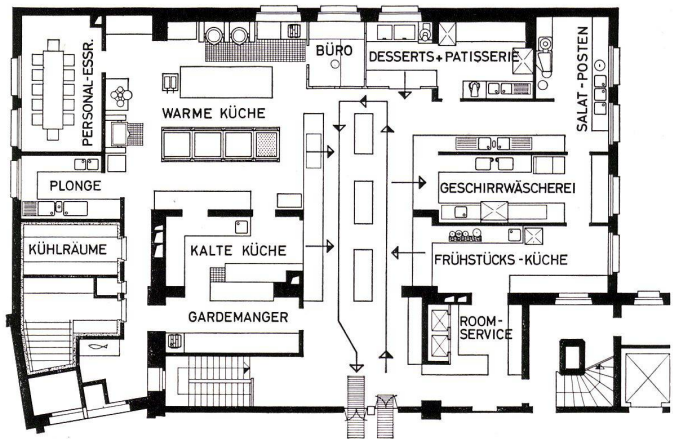 PERSONAL-ESSR.
BÜRO
DESSERTS + PATISSERIE
SALAT-POSTEN
WARME KÜCHE
PLONGE
GESCHIRRWÄSCHEREI
KÜHLRÄUME
KALTE KÜCHE
FRÜHSTÜCKS-KÜCHE
GARDEMANGER
ROOM-
SERVICE